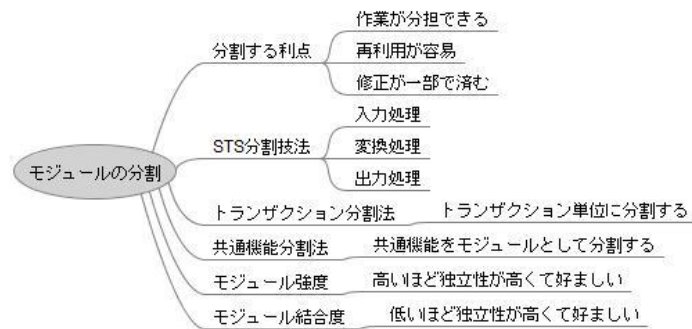 モジュールの分割
分割する利点
作業が分担できる
再利用が容易
修正が一部で済む
STS分割技法
入力処理
変換処理
出力処理
トランザクション分割法
トランザクション単位に分割する
共通機能分割法
共通機能をモジュールとして分割する
モジュール強度
高いほど独立性が高くて好ましい
モジュール結合度
低いほど独立性が高くて好ましい